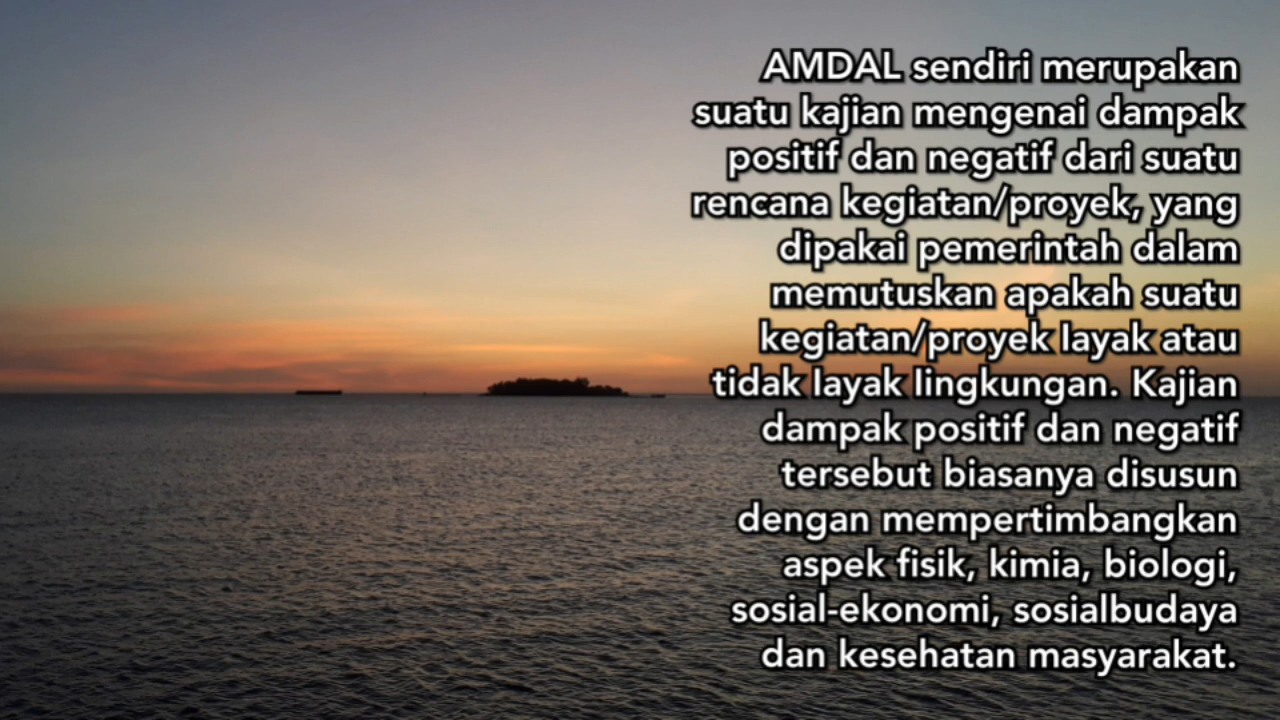 AMDAL sendiri merupakan
suatu kajian mengenai dampak
positif dan negatif dari suatu
rencana kegiatan/proyek, yang
dipakai pemerintah dalam
memutuskan apakah suatu
kegiatan/proyek layak atau
tidak layak lingkungan. Kajian
dampak positif dan negatif
tersebut biasanya disusun
dengan mempertimbangkan
aspek fisik, kimia, biologi,
sosial-ekonomi, sosialbudaya
dan kesehatan masyarakat.